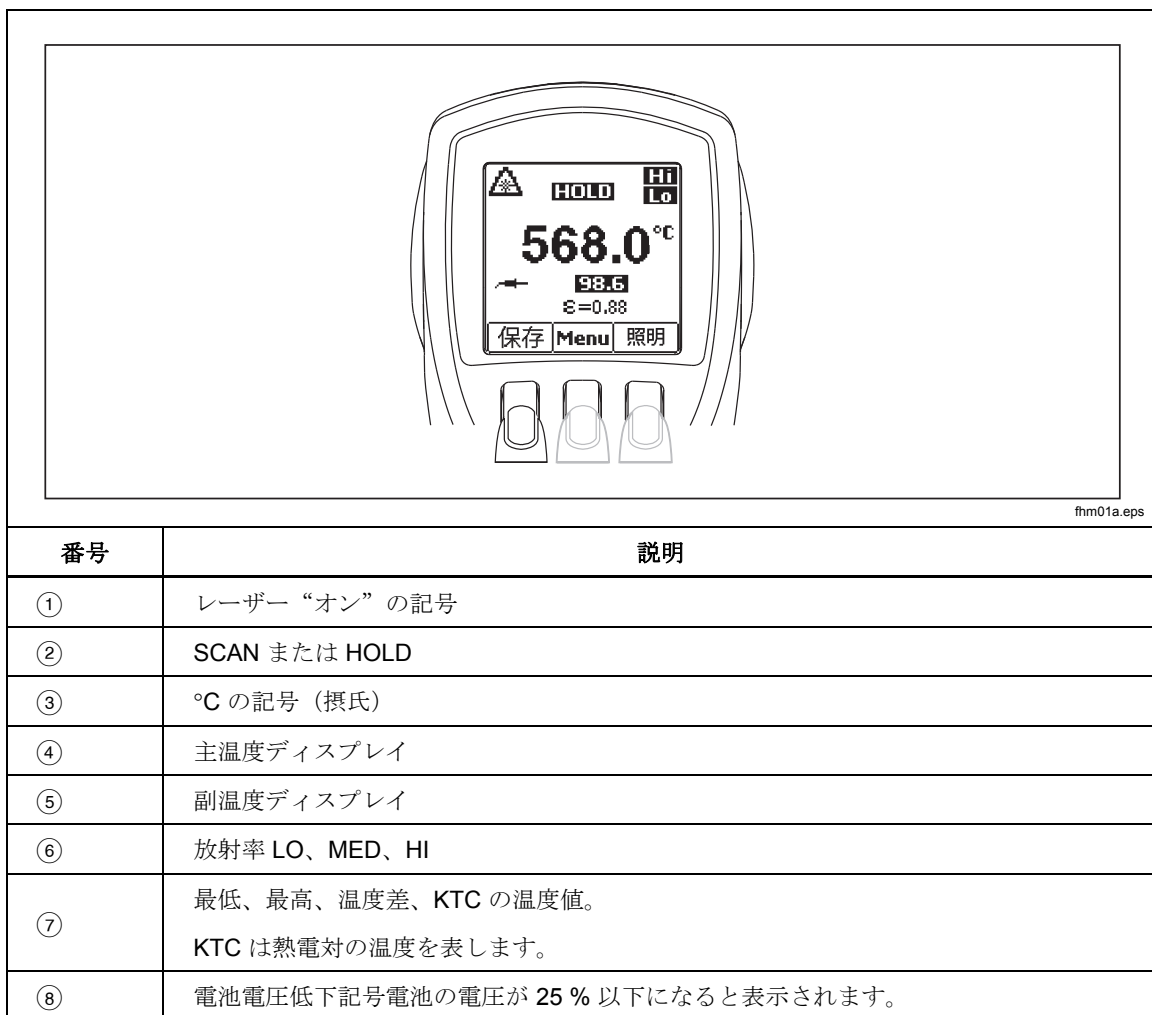 HOLD
Hi
Lo
568.0°C
98.6
ε=0.88
保存 Menu 照明
fhm01a.eps
番号 説明
① レーザー“オン”の記号
② SCAN または HOLD
③ °C の記号（摂氏）
④ 主温度ディスプレイ
⑤ 副温度ディスプレイ
⑥ 放射率 LO、MED、HI
⑦ 最低、最高、温度差、KTC の温度値。
KTC は熱電対の温度を表します。
⑧ 電池電圧低下記号電池の電圧が 25 % 以下になると表示されます。